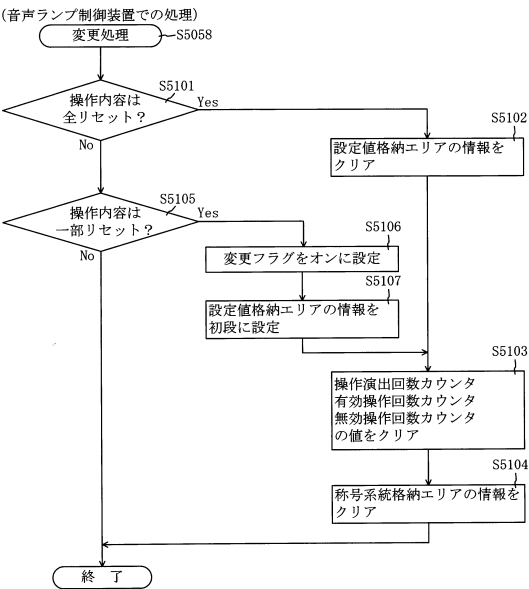 (音声ランプ制御装置での処理)
変更処理
S5058
操作内容は
全リセット？
S5101
Yes
No
設定値格納エリアの情報を
クリア
S5102
操作内容は
一部リセット？
S5105
Yes
No
変更フラグをオンに設定
S5106
設定値格納エリアの情報を
初段に設定
S5107
操作演出回数カウンタ
有効操作回数カウンタ
無効操作回数カウンタ
の値をクリア
S5103
称号系統格納エリアの情報を
クリア
S5104
終 了